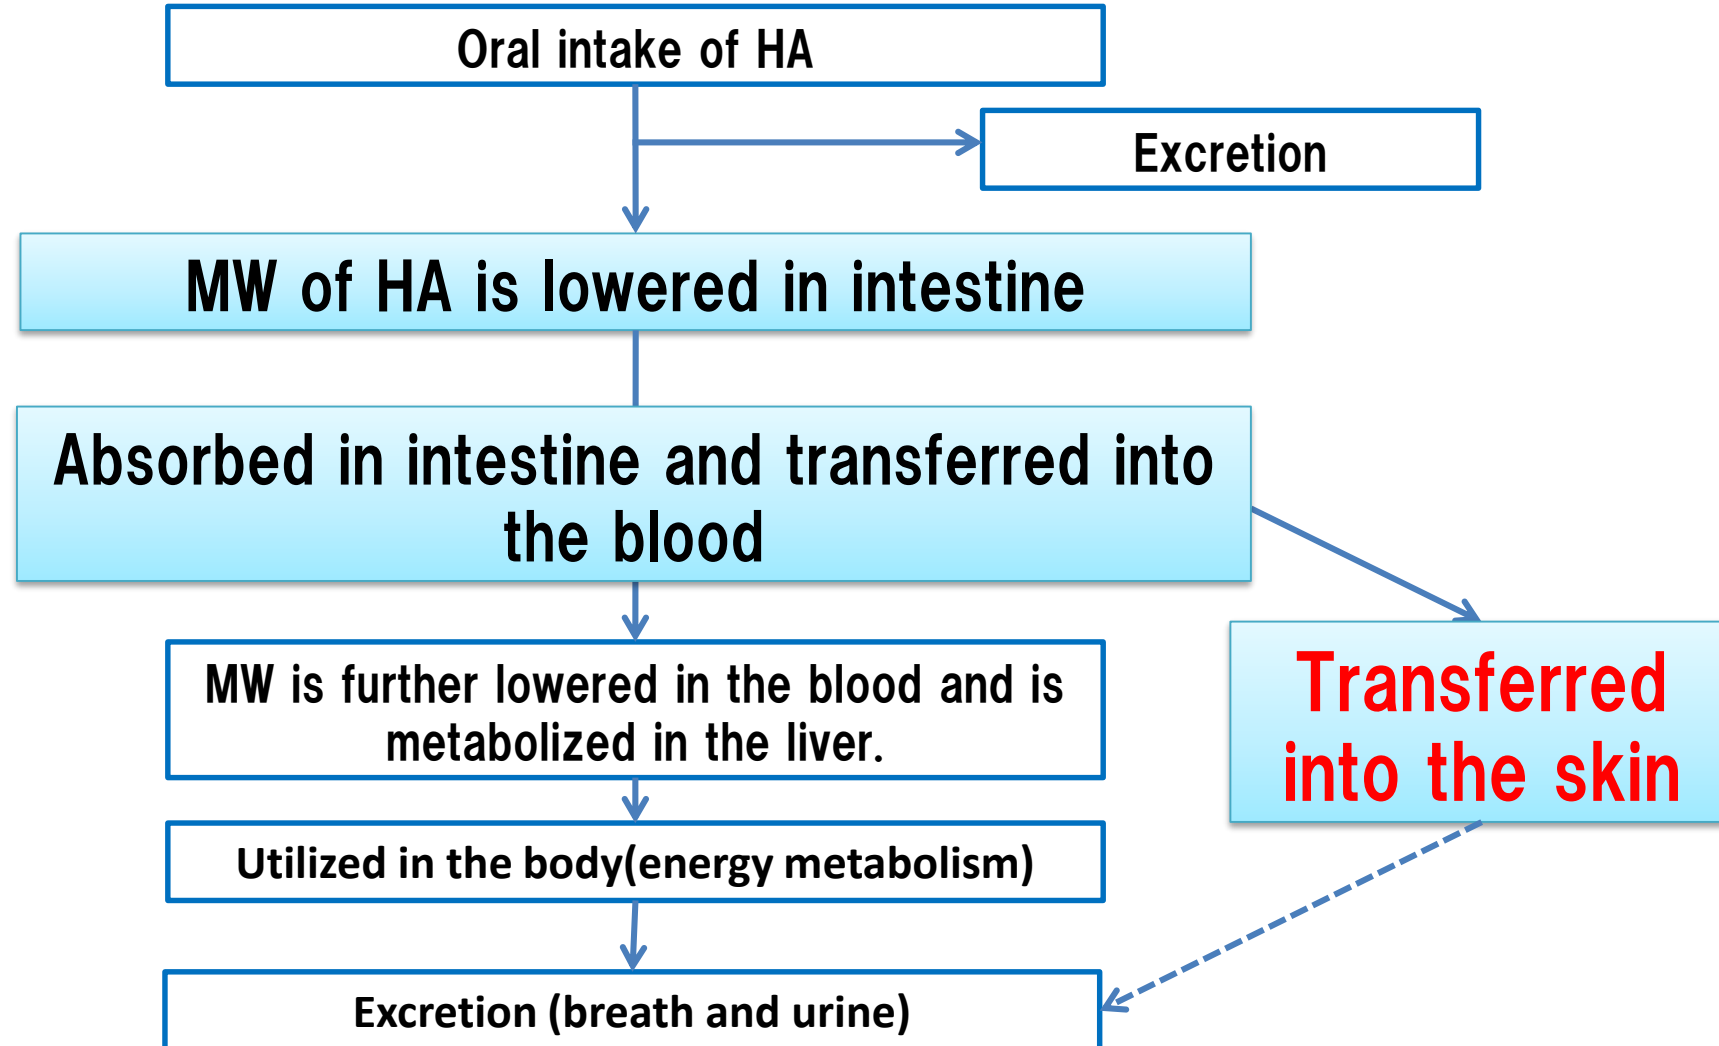 Oral intake of HA
Excretion
MW of HA is lowered in intestine
Absorbed in intestine and transferred into
the blood
MW is further lowered in the blood and is
metabolized in the liver.
Transferred
into the skin
Utilized in the body(energy metabolism)
Excretion (breath and urine)